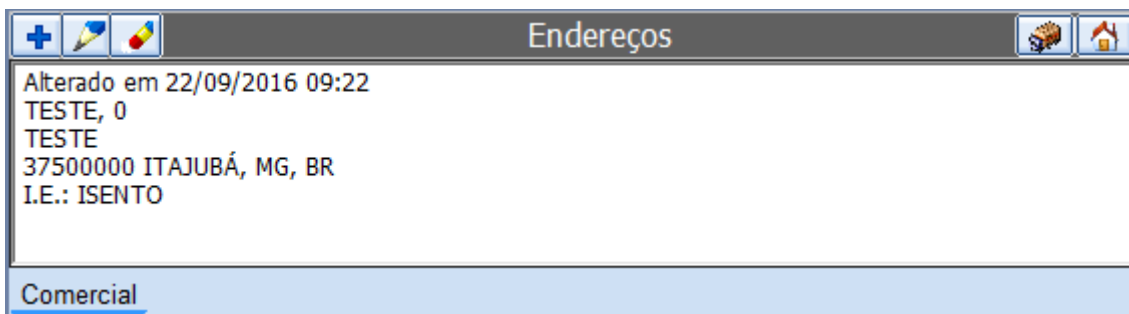 Endereços
Alterado em 22/09/2016 09:22
TESTE, 0
TESTE
37500000 ITAJUBÁ, MG, BR
I.E.: ISENTO
Comercial